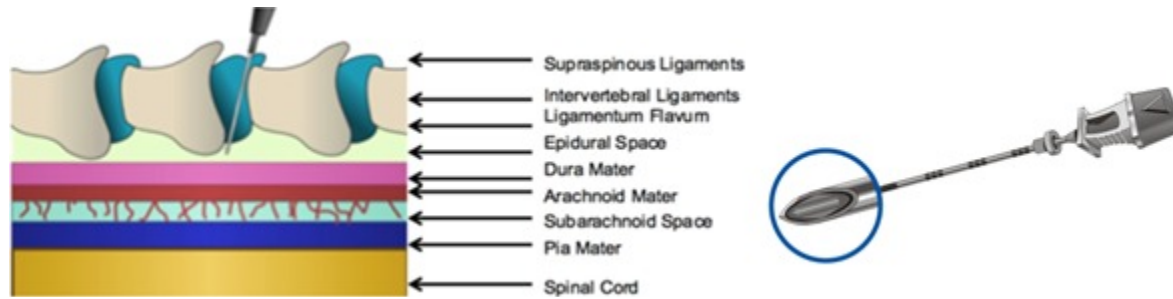 Supraspinous Ligaments
Intervertebral Ligaments
Ligamentum Flavum
Epidural Space
Dura Mater
Arachnoid Mater
Subarachnoid Space
Pia Mater
Spinal Cord